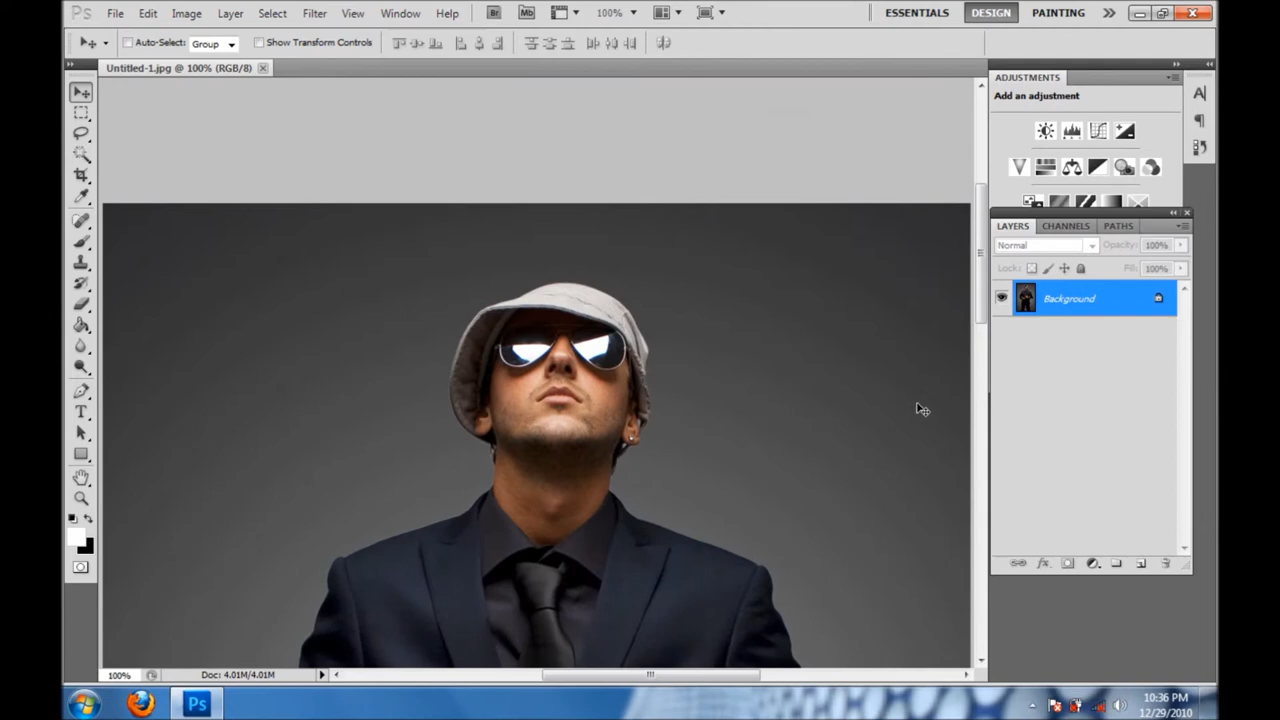 Ps File Edit Image Layer Select Filter View Window Help Br Mb 100% ESSENTIALS DESIGN PAINTING
Auto-Select: Group Show Transform Controls
Untitled-1.jpg @ 100% (RGB/8)
ADJUSTMENTS
Add an adjustment
LAYERS CHANNELS PATHS
Normal Opacity: 100%
Lock: Fill: 100%
Background
100% Doc: 4.01M/4.01M
Ps
10:36 PM
12/29/2010